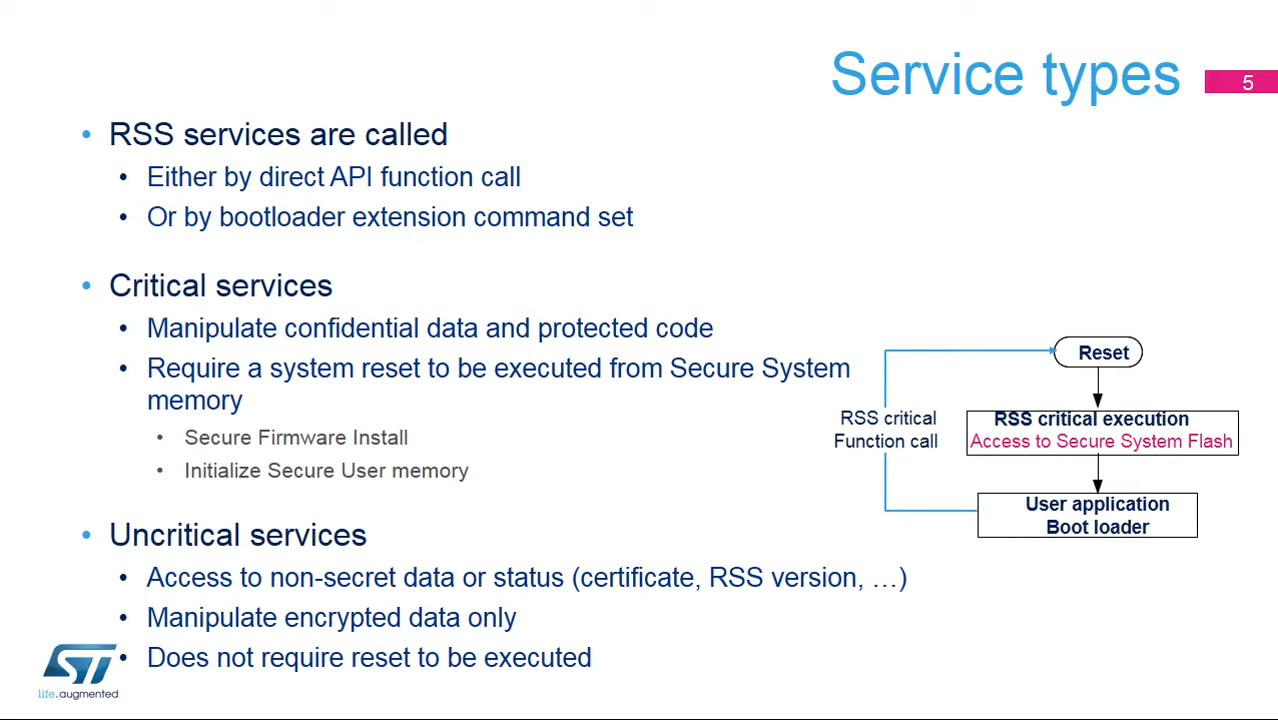 Service types
5
• RSS services are called
• Either by direct API function call
• Or by bootloader extension command set
• Critical services
• Manipulate confidential data and protected code
• Require a system reset to be executed from Secure System
memory
• Secure Firmware Install
• Initialize Secure User memory
• Uncritical services
• Access to non-secret data or status (certificate, RSS version, …)
• Manipulate encrypted data only
• Does not require reset to be executed
Reset
RSS critical
Function call
RSS critical execution
Access to Secure System Flash
User application
Boot loader
ST
life.augmented